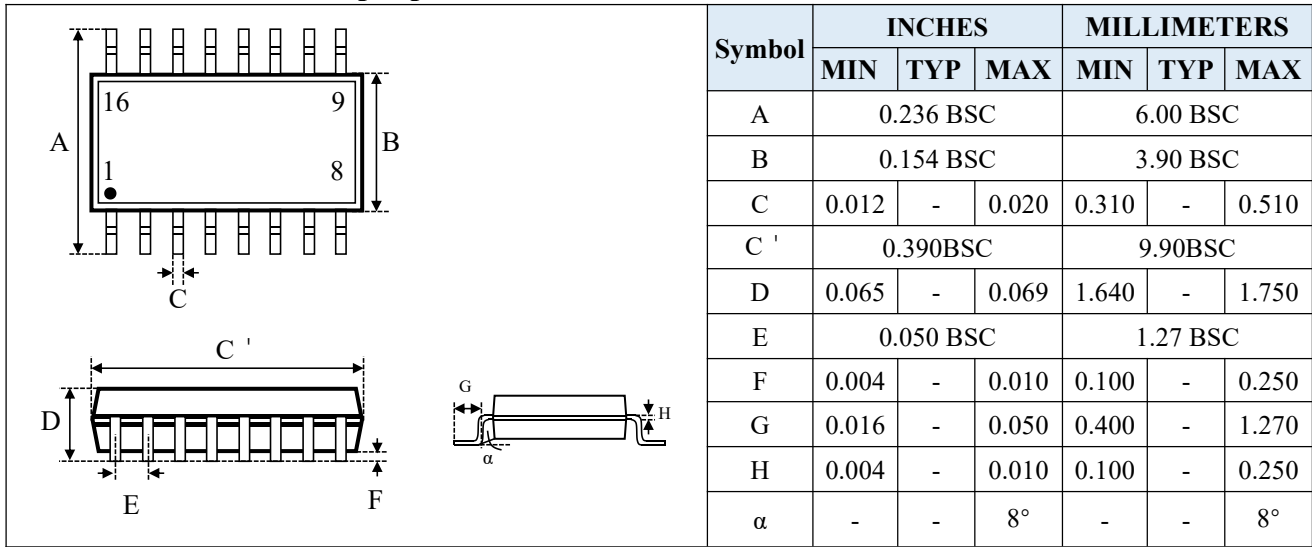 16 9
A B
1 8
C
C '
D
E F
G
H
α
Symbol INCHES MILLIMETERS
MIN TYP MAX MIN TYP MAX
A 0.236 BSC 6.00 BSC
B 0.154 BSC 3.90 BSC
C 0.012 - 0.020 0.310 - 0.510
C ' 0.390BSC 9.90BSC
D 0.065 - 0.069 1.640 - 1.750
E 0.050 BSC 1.27 BSC
F 0.004 - 0.010 0.100 - 0.250
G 0.016 - 0.050 0.400 - 1.270
H 0.004 - 0.010 0.100 - 0.250
α - - 8° - - 8°